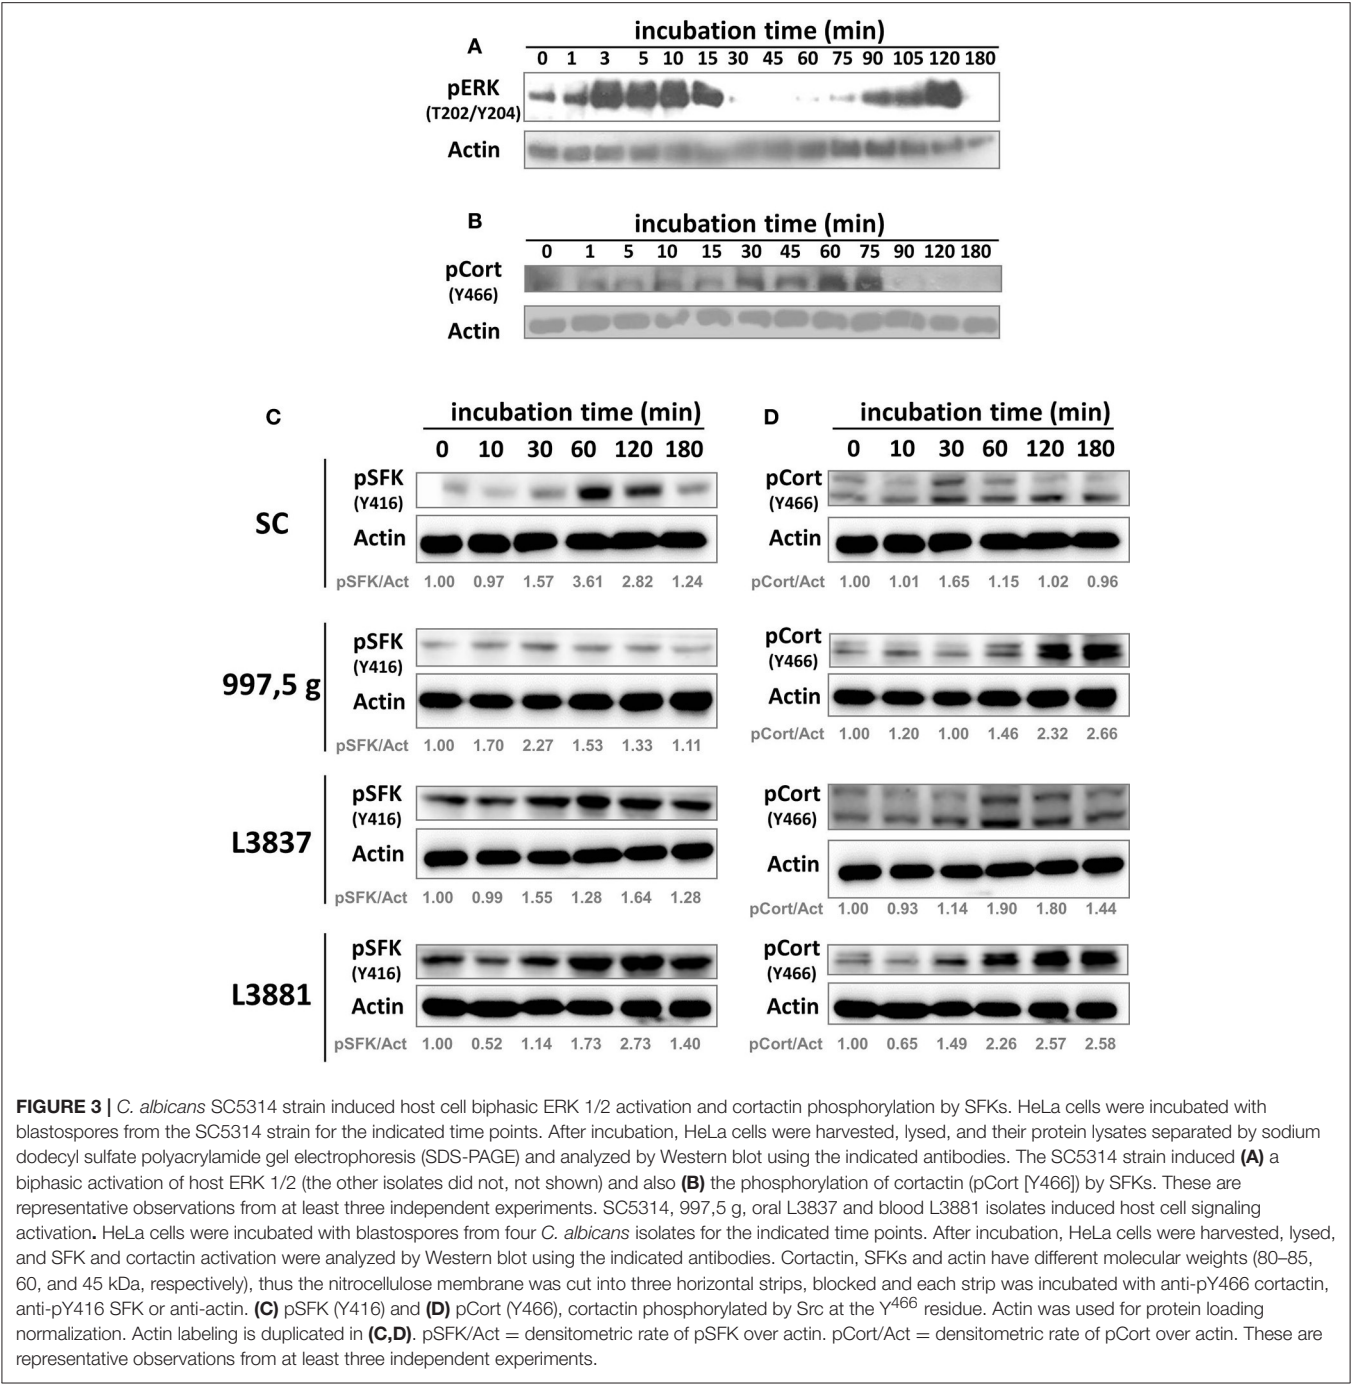 A
incubation time (min)
0 1 3 5 10 15 30 45 60 75 90 105 120 180
pERK
(T202/Y204)
Actin
B
incubation time (min)
0 1 5 10 15 30 45 60 75 90 120 180
pCort
(Y466)
Actin
C
incubation time (min)
0 10 30 60 120 180
SC
pSFK
(Y416)
Actin
pSFK/Act 1.00 0.97 1.57 3.61 2.82 1.24
997,5 g
pSFK
(Y416)
Actin
pSFK/Act 1.00 1.70 2.27 1.53 1.33 1.11
L3837
pSFK
(Y416)
Actin
pSFK/Act 1.00 0.99 1.55 1.28 1.64 1.28
L3881
pSFK
(Y416)
Actin
pSFK/Act 1.00 0.52 1.14 1.73 2.73 1.40
D
incubation time (min)
0 10 30 60 120 180
pCort
(Y466)
Actin
pCort/Act 1.00 1.01 1.65 1.15 1.02 0.96
pCort
(Y466)
Actin
pCort/Act 1.00 1.20 1.00 1.46 2.32 2.66
pCort
(Y466)
Actin
pCort/Act 1.00 0.93 1.14 1.90 1.80 1.44
pCort
(Y466)
Actin
pCort/Act 1.00 0.65 1.49 2.26 2.57 2.58
FIGURE 3 | C. albicans SC5314 strain induced host cell biphasic ERK 1/2 activation and cortactin phosphorylation by SFKs. HeLa cells were incubated with
blastospores from the SC5314 strain for the indicated time points. After incubation, HeLa cells were harvested, lysed, and their protein lysates separated by sodium
dodecyl sulfate polyacrylamide gel electrophoresis (SDS-PAGE) and analyzed by Western blot using the indicated antibodies. The SC5314 strain induced (A) a
biphasic activation of host ERK 1/2 (the other isolates did not, not shown) and also (B) the phosphorylation of cortactin (pCort [Y466]) by SFKs. These are
representative observations from at least three independent experiments. SC5314, 997,5 g, oral L3837 and blood L3881 isolates induced host cell signaling
activation. HeLa cells were incubated with blastospores from four C. albicans isolates for the indicated time points. After incubation, HeLa cells were harvested, lysed,
and SFK and cortactin activation were analyzed by Western blot using the indicated antibodies. Cortactin, SFKs and actin have different molecular weights (80–85,
60, and 45 kDa, respectively), thus the nitrocellulose membrane was cut into three horizontal strips, blocked and each strip was incubated with anti-pY466 cortactin,
anti-pY416 SFK or anti-actin. (C) pSFK (Y416) and (D) pCort (Y466), cortactin phosphorylated by Src at the Y466 residue. Actin was used for protein loading
normalization. Actin labeling is duplicated in (C,D). pSFK/Act = densitometric rate of pSFK over actin. pCort/Act = densitometric rate of pCort over actin. These are
representative observations from at least three independent experiments.